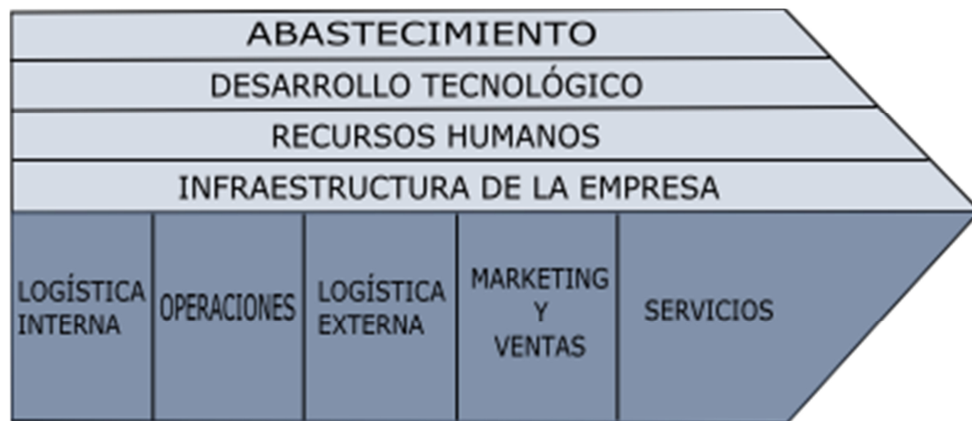 ABASTECIMIENTO
DESARROLLO TECNOLÓGICO
RECURSOS HUMANOS
INFRAESTRUCTURA DE LA EMPRESA
LOGÍSTICA
INTERNA
OPERACIONES
LOGÍSTICA
EXTERNA
MARKETING
Y
VENTAS
SERVICIOS